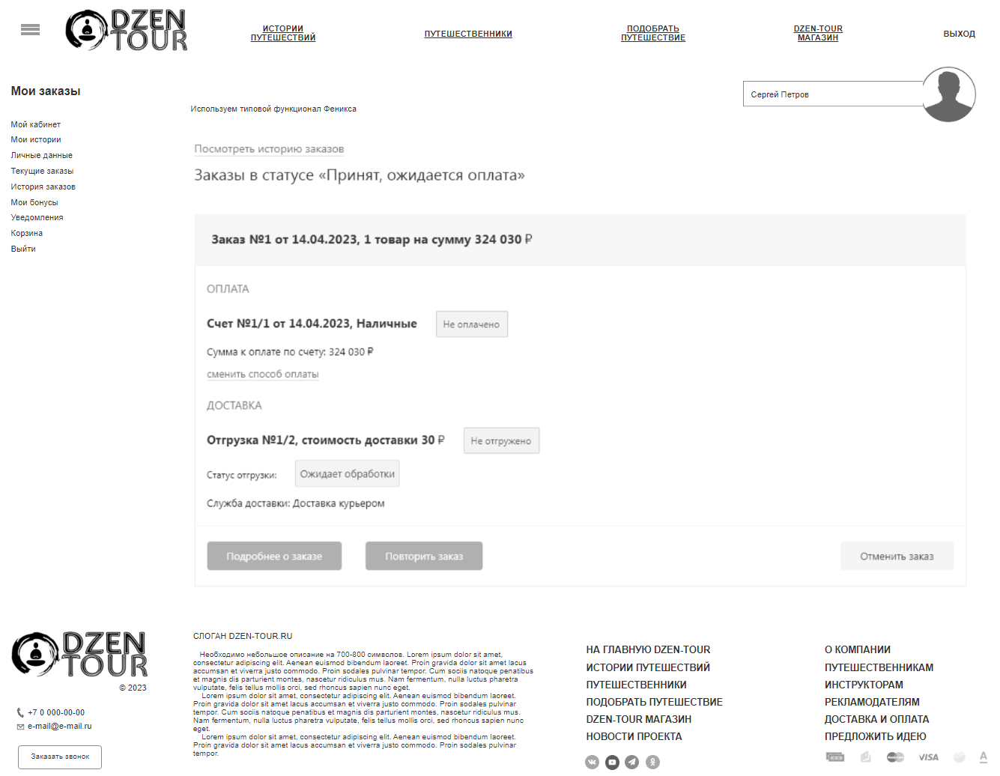 DZEN
TOUR
ИСТОРИИ
ПУТЕШЕСТВИЙ
ПУТЕШЕСТВЕННИКИ
ПОДОБРАТЬ
ПУТЕШЕСТВИЕ
DZEN-TOUR
МАГАЗИН
ВЫХОД
Мои заказы
Сергей Петров
Используем типовой функционал Феникса
Мой кабинет
Мои истории
Личные данные
Текущие заказы
История заказов
Мои бонусы
Уведомления
Корзина
Выйти
Посмотреть историю заказов
Заказы в статусе «Принят, ожидается оплата»
Заказ №1 от 14.04.2023, 1 товар на сумму 324 030 ₽
ОПЛАТА
Счет №1/1 от 14.04.2023, Наличные
Не оплачено
Сумма к оплате по счету: 324 030 ₽
сменить способ оплаты
ДОСТАВКА
Отгрузка №1/2, стоимость доставки 30 ₽
Не отгружено
Статус отгрузки:
Ожидает обработки
Служба доставки: Доставка курьером
Подробнее о заказе
Повторить заказ
Отменить заказ
DZEN
TOUR
© 2023
+7 0 000-00-00
e-mail@e-mail.ru
Заказать звонок
СЛОГАН DZEN-TOUR.RU
Необходимо небольшое описание на 700-800 символов. Lorem ipsum dolor sit amet,
consectetur adipiscing elit. Aenean euismod bibendum laoreet. Proin gravida dolor sit amet lacus
accumsan et viverra justo commodo. Proin sodales pulvinar tempor. Cum sociis natoque penatibus
et magnis dis parturient montes, nascetur ridiculus mus. Nam fermentum, nulla luctus pharetra
vulputate, felis tellus mollis orci, sed rhoncus sapien nunc eget.
Lorem ipsum dolor sit amet, consectetur adipiscing elit. Aenean euismod bibendum laoreet.
Proin gravida dolor sit amet lacus accumsan et viverra justo commodo. Proin sodales pulvinar
tempor. Cum sociis natoque penatibus et magnis dis parturient montes, nascetur ridiculus mus.
Nam fermentum, nulla luctus pharetra vulputate, felis tellus mollis orci, sed rhoncus sapien nunc
eget.
Lorem ipsum dolor sit amet, consectetur adipiscing elit. Aenean euismod bibendum laoreet.
Proin gravida dolor sit amet lacus accumsan et viverra justo commodo. Proin sodales pulvinar
tempor.
НА ГЛАВНУЮ DZEN-TOUR
ИСТОРИИ ПУТЕШЕСТВИЙ
ПУТЕШЕСТВЕННИКИ
ПОДОБРАТЬ ПУТЕШЕСТВИЕ
DZEN-TOUR МАГАЗИН
НОВОСТИ ПРОЕКТА
О КОМПАНИИ
ПУТЕШЕСТВЕННИКАМ
ИНСТРУКТОРАМ
РЕКЛАМОДАТЕЛЯМ
ДОСТАВКА И ОПЛАТА
ПРЕДЛОЖИТЬ ИДЕЮ
VISA